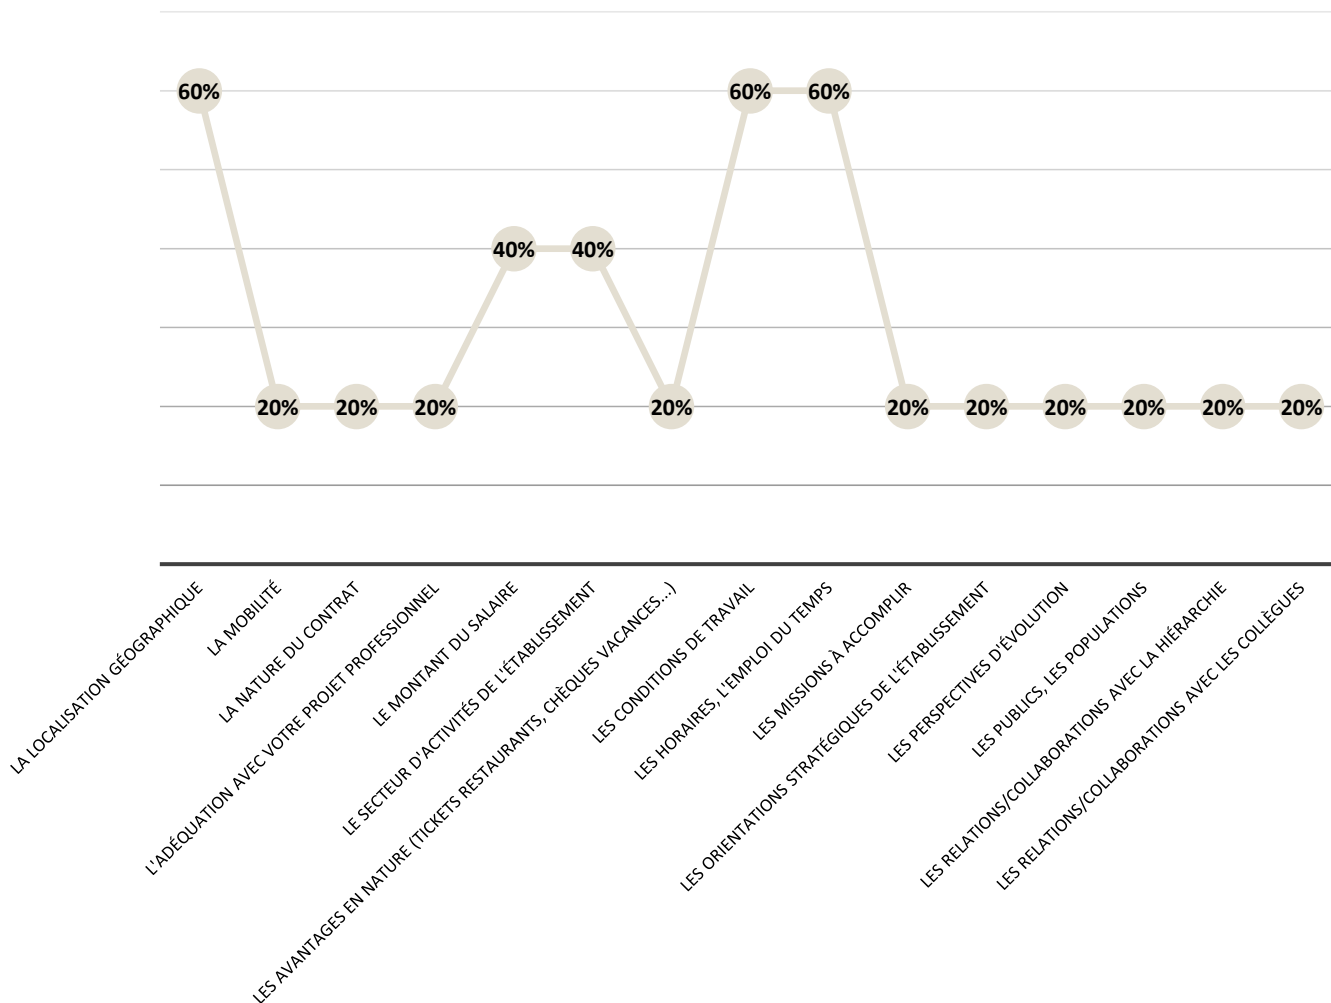 60%
20%
20%
20%
40%
40%
20%
60%
60%
20%
20%
20%
20%
20%
20%
LA LOCALISATION GÉOGRAPHIQUE
LA MOBILITÉ
LA NATURE DU CONTRAT
L'ADÉQUATION AVEC VOTRE PROJET PROFESSIONNEL
LE MONTANT DU SALAIRE
LE SECTEUR D'ACTIVITÉS DE L'ÉTABLISSEMENT
LES AVANTAGES EN NATURE (TICKETS RESTAURANTS, CHÈQUES VACANCES...)
LES CONDITIONS DE TRAVAIL
LES HORAIRES, L'EMPLOI DU TEMPS
LES MISSIONS À ACCOMPLIR
LES ORIENTATIONS STRATÉGIQUES DE L'ÉTABLISSEMENT
LES PERSPECTIVES D'ÉVOLUTION
LES PUBLICS, LES POPULATIONS
LES RELATIONS/COLLABORATIONS AVEC LA HIÉRARCHIE
LES RELATIONS/COLLABORATIONS AVEC LES COLLÈGUES